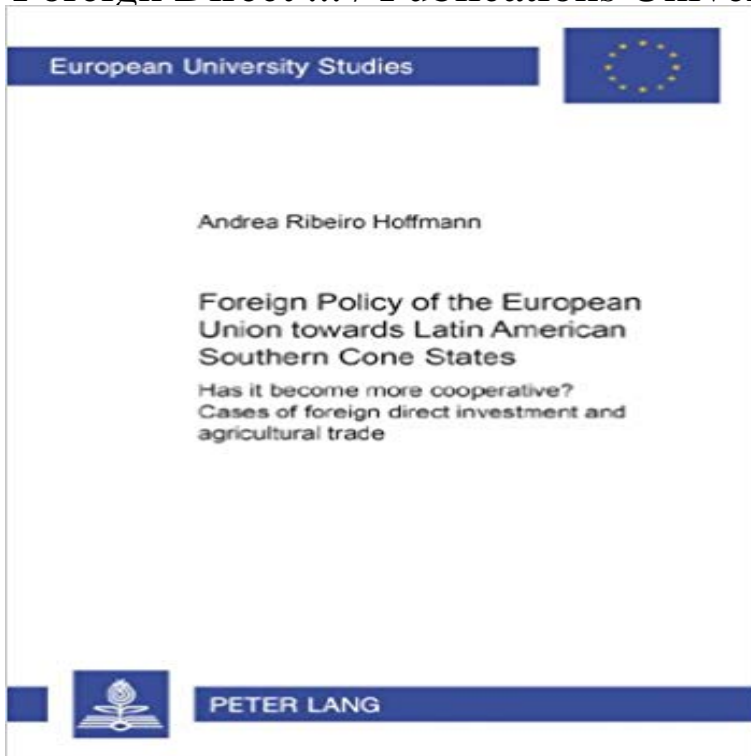 European University Studies
Andrea Ribeiro Hoffmann
Foreign Policy of the European
Union towards Latin American
Southern Cone States
Has it become more cooperative?
Cases of foreign direct investment and
agricultural trade
PETER LANG